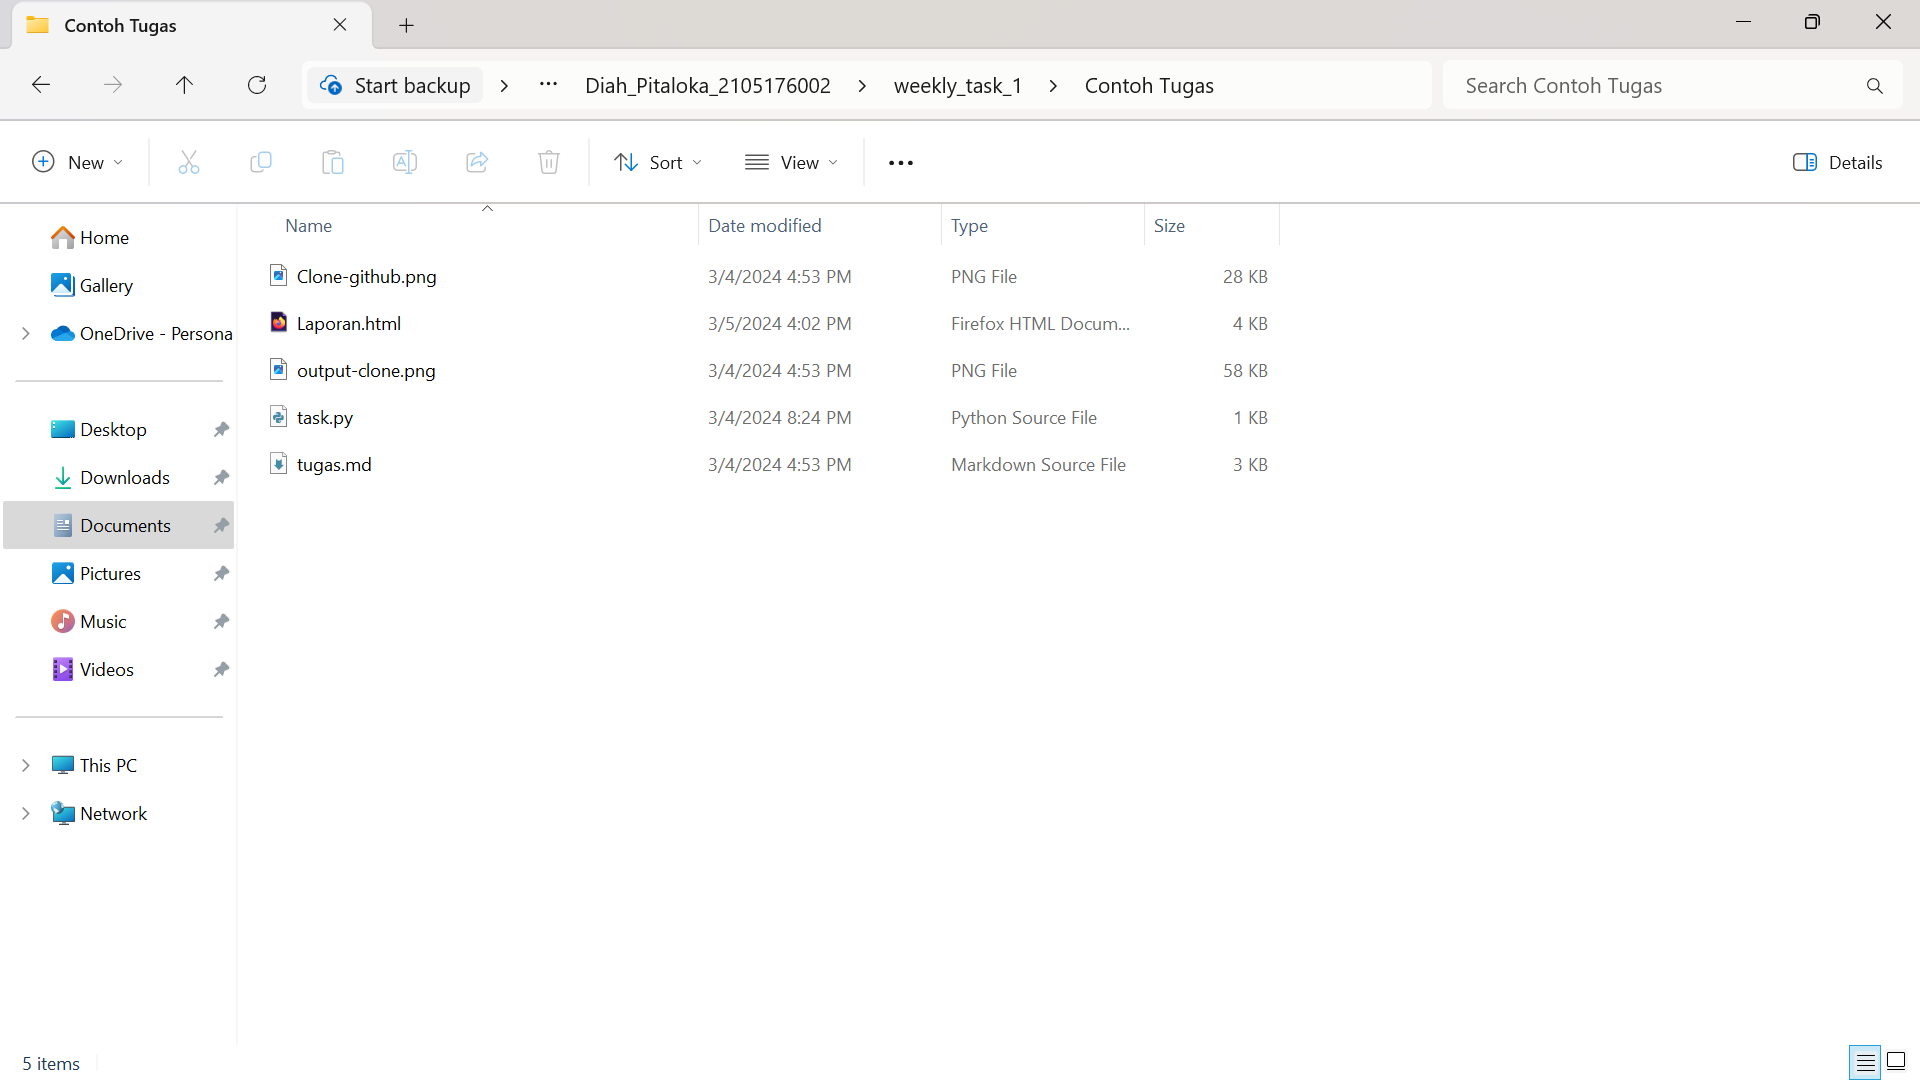 Contoh Tugas
Start backup > ... Diah_Pitaloka_2105176002 > weekly_task_1 > Contoh Tugas
Search Contoh Tugas
New
Sort
View
Details
Name Date modified Type Size
Clone-github.png 3/4/2024 4:53 PM PNG File 28 KB
Laporan.html 3/5/2024 4:02 PM Firefox HTML Docum... 4 KB
output-clone.png 3/4/2024 4:53 PM PNG File 58 KB
task.py 3/4/2024 8:24 PM Python Source File 1 KB
tugas.md 3/4/2024 4:53 PM Markdown Source File 3 KB
Home
Gallery
OneDrive - Persona
Desktop
Downloads
Documents
Pictures
Music
Videos
This PC
Network
5 items